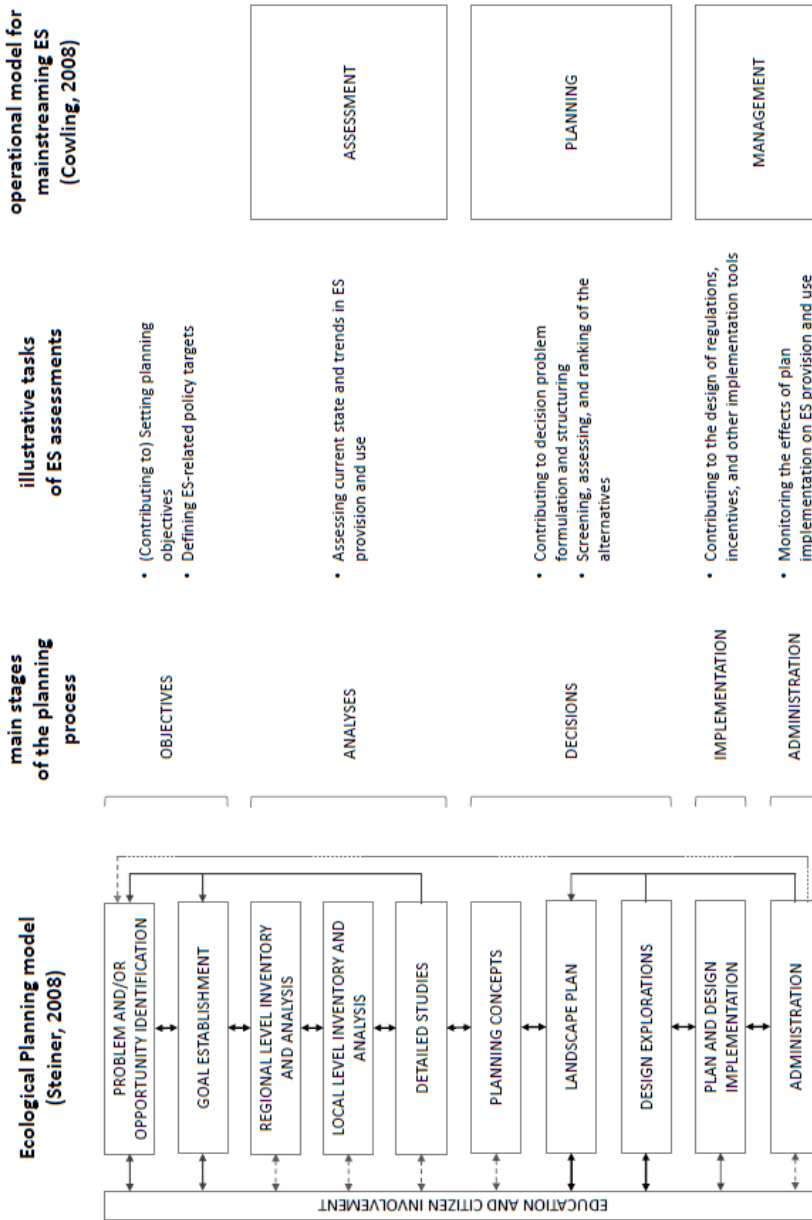 Ecological Planning model
(Steiner, 2008)
EDUCATION AND CITIZEN INVOLVEMENT
PROBLEM AND/OR
OPPORTUNITY IDENTIFICATION
GOAL ESTABLISHMENT
REGIONAL LEVEL INVENTORY
AND ANALYSIS
LOCAL LEVEL INVENTORY AND
ANALYSIS
DETAILED STUDIES
PLANNING CONCEPTS
LANDSCAPE PLAN
DESIGN EXPLORATIONS
PLAN AND DESIGN
IMPLEMENTATION
ADMINISTRATION
main stages
of the planning
process
OBJECTIVES
ANALYSES
DECISIONS
IMPLEMENTATION
ADMINISTRATION
illustrative tasks
of ES assessments
• (Contributing to) Setting planning
objectives
• Defining ES-related policy targets
• Assessing current state and trends in ES
provision and use
• Contributing to decision problem
formulation and structuring
• Screening, assessing, and ranking of the
alternatives
• Contributing to the design of regulations,
incentives, and other implementation tools
• Monitoring the effects of plan
implementation on ES provision and use
operational model for
mainstreaming ES
(Cowling, 2008)
ASSESSMENT
PLANNING
MANAGEMENT